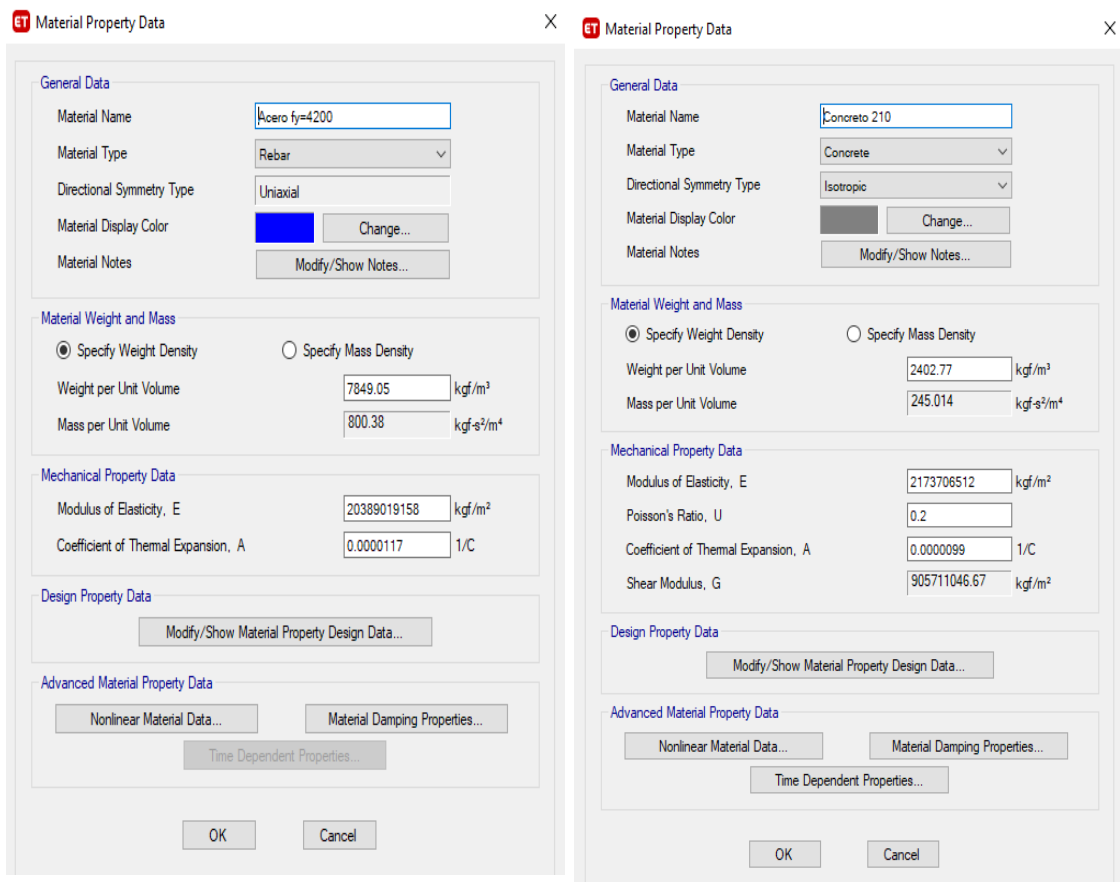 ET Material Property Data X
General Data
Material Name Acero fy=4200
Material Type Rebar
Directional Symmetry Type Uniaxial
Material Display Color Change...
Material Notes Modify/Show Notes...
Material Weight and Mass
Specify Weight Density Specify Mass Density
Weight per Unit Volume 7849.05 kgf/m³
Mass per Unit Volume 800.38 kgf-s²/m⁴
Mechanical Property Data
Modulus of Elasticity, E 20389019158 kgf/m²
Coefficient of Thermal Expansion, A 0.0000117 1/C
Design Property Data
Modify/Show Material Property Design Data...
Advanced Material Property Data
Nonlinear Material Data... Material Damping Properties...
Time Dependent Properties...
OK Cancel
ET Material Property Data X
General Data
Material Name Concreto 210
Material Type Concrete
Directional Symmetry Type Isotropic
Material Display Color Change...
Material Notes Modify/Show Notes...
Material Weight and Mass
Specify Weight Density Specify Mass Density
Weight per Unit Volume 2402.77 kgf/m³
Mass per Unit Volume 245.014 kgf-s²/m⁴
Mechanical Property Data
Modulus of Elasticity, E 2173706512 kgf/m²
Poisson's Ratio, U 0.2
Coefficient of Thermal Expansion, A 0.0000099 1/C
Shear Modulus, G 905711046.67 kgf/m²
Design Property Data
Modify/Show Material Property Design Data...
Advanced Material Property Data
Nonlinear Material Data... Material Damping Properties...
Time Dependent Properties...
OK Cancel